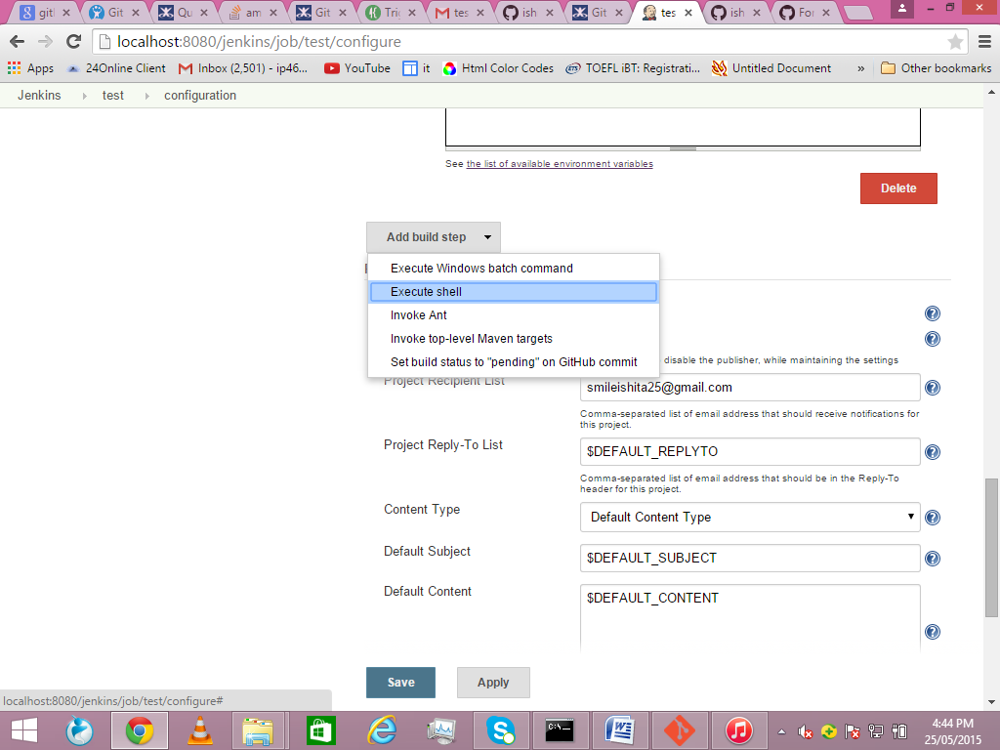 gitl
Git
Qu
am
Git
Tri
tes
ish
Git
tes
ish
For
localhost:8080/jenkins/job/test/configure
Apps
24Online Client
Inbox (2,501) - ip46...
YouTube
it
Html Color Codes
TOEFL iBT: Registrati...
Untitled Document
»
Other bookmarks
Jenkins
test
configuration
See the list of available environment variables
Delete
Add build step
Execute Windows batch command
Execute shell
Invoke Ant
Invoke top-level Maven targets
Set build status to "pending" on GitHub commit
disable the publisher, while maintaining the settings
Project Recipient List
smileishita25@gmail.com
Comma-separated list of email address that should receive notifications for
this project.
Project Reply-To List
$DEFAULT_REPLYTO
Comma-separated list of email address that should be in the Reply-To
header for this project.
Content Type
Default Content Type
Default Subject
$DEFAULT_SUBJECT
Default Content
$DEFAULT_CONTENT
Save
Apply
localhost:8080/jenkins/job/test/configure#
4:44 PM
25/05/2015